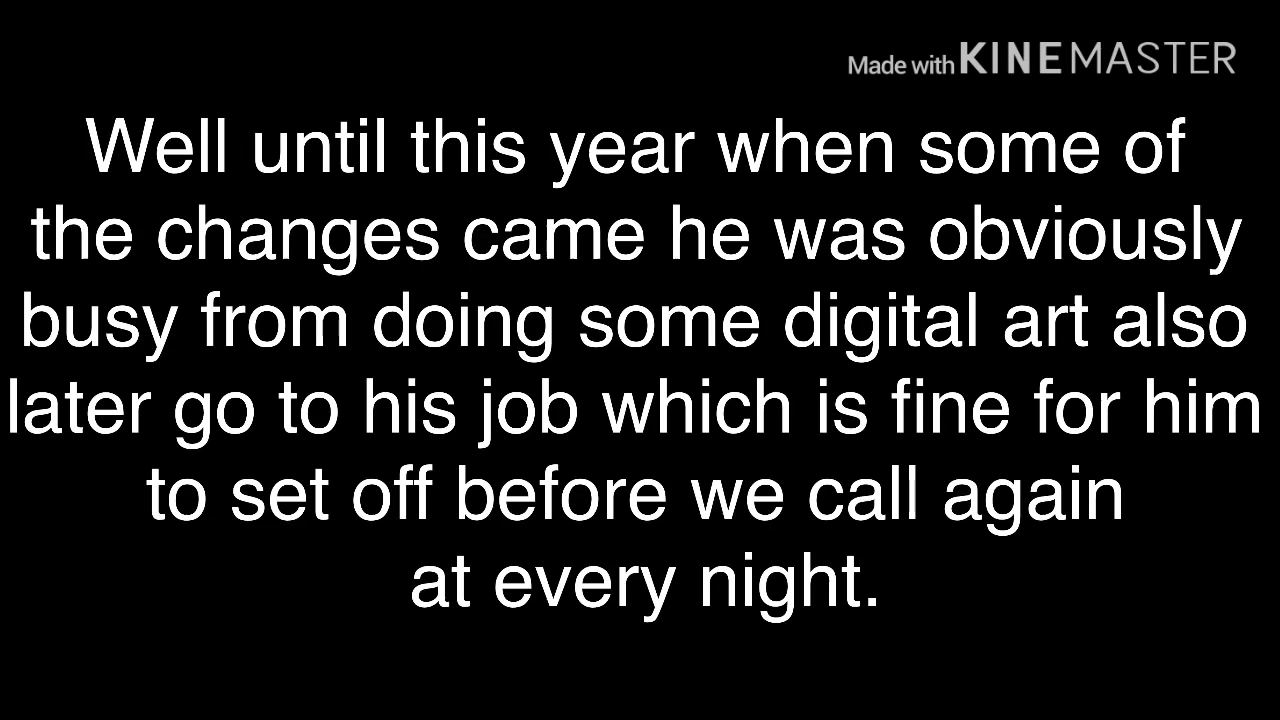 Made with KINEMASTER
Well until this year when some of
the changes came he was obviously
busy from doing some digital art also
later go to his job which is fine for him
to set off before we call again
at every night.